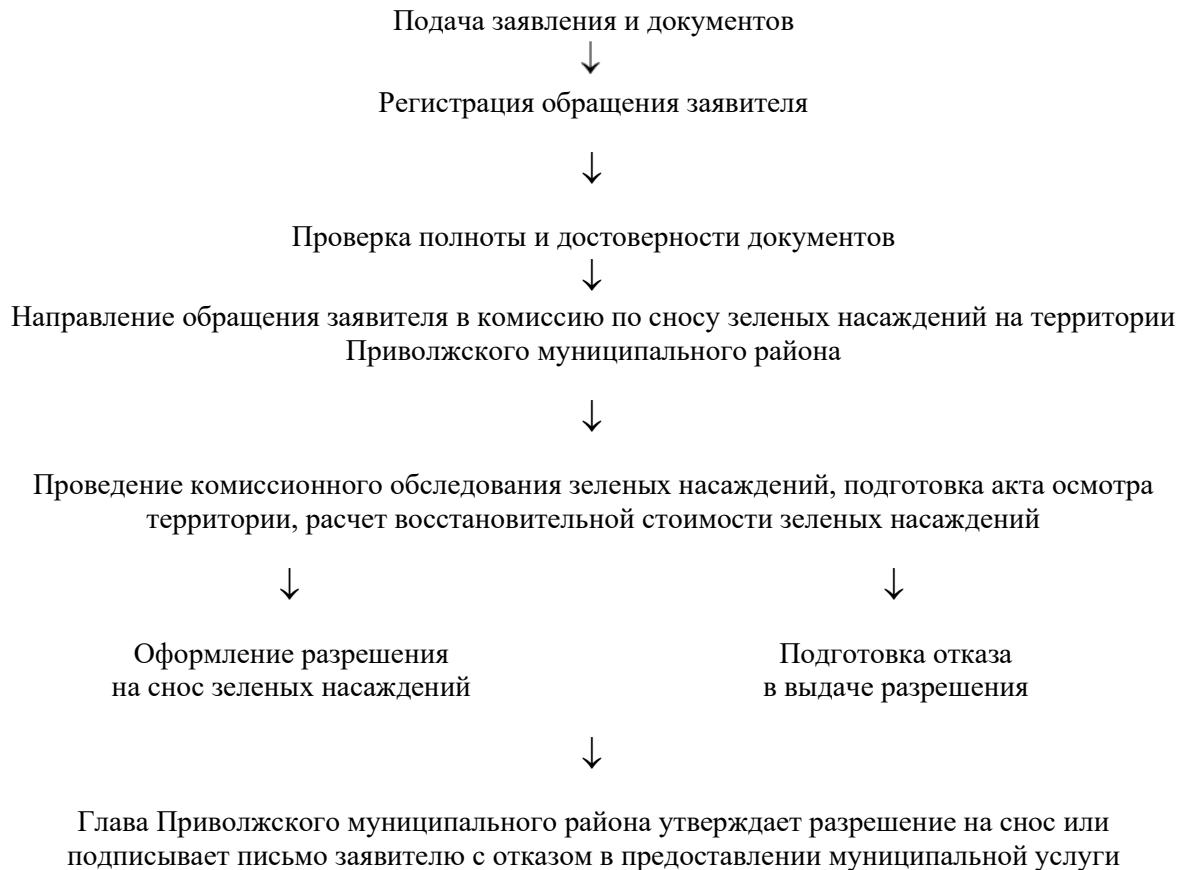 Подача заявления и документов
↓
Регистрация обращения заявителя
↓
Проверка полноты и достоверности документов
↓
Направление обращения заявителя в комиссию по сносу зеленых насаждений на территории
Приволжского муниципального района
↓
Проведение комиссионного обследования зеленых насаждений, подготовка акта осмотра
территории, расчет восстановительной стоимости зеленых насаждений
↓ ↓
Оформление разрешения
на снос зеленых насаждений
Подготовка отказа
в выдаче разрешения
↓
Глава Приволжского муниципального района утверждает разрешение на снос или
подписывает письмо заявителю с отказом в предоставлении муниципальной услуги